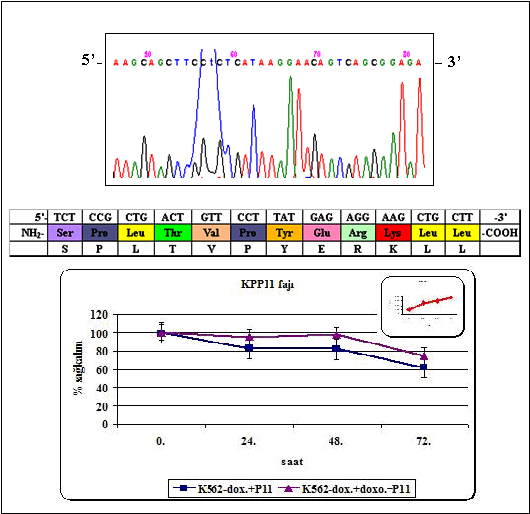 50 60 70 80
5’- AAGCAGCTTCCtCTCATAAGGAACAGTCAGCGGAGA - 3’
5'- TCT CCG CTG ACT GTT CCT TAT GAG AGG AAG CTG CTT -3'
NH2- Ser Pro Leu Thr Val Pro Tyr Glu Arg Lys Leu Leu -COOH
S P L T V P Y E R K L L
KPP11 fajı
% sağkalım
120
100
80
60
40
20
0
0. 24. 48. 72.
saat
K562-dox.+P11 K562-dox.+doxo.-P11